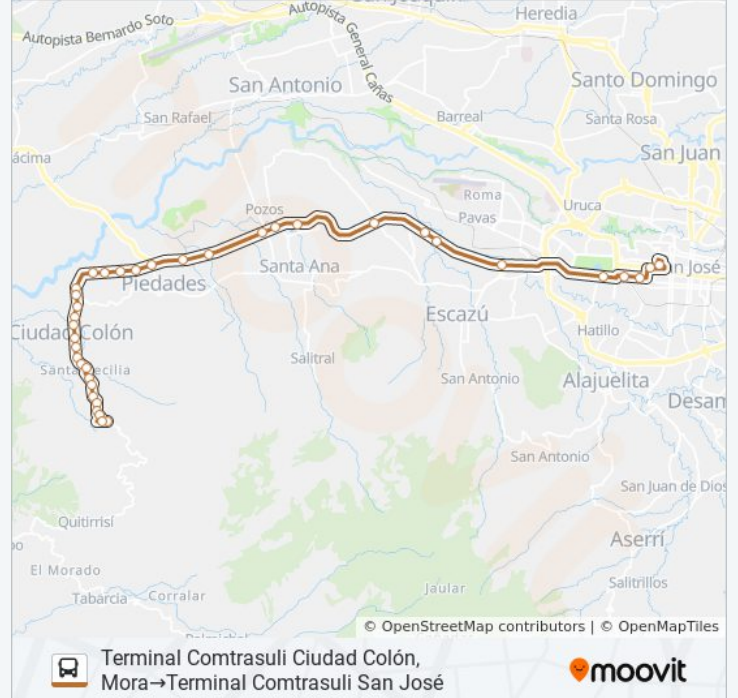 Heredia
Autopista Bernardo Soto
Autopista General Cañas
San Antonio
Santo Domingo
San Rafael
Barreal
Santa Rosa
San Juan
ácima
Roma
Uruca
Pozos
Pavas
Santa Ana
n José
Piedades
Escazú
Ciudad Colón
Hatillo
Salitral
San Antonio
Alajuelita
Desam
San Antonio
San Juan de Dios
Quitirrisí
Aserrí
El Morado
Salitrillos
Jaular
Tabarcia
Corralar
© OpenStreetMap contributors | © OpenMapTiles
Terminal Comtrasuli Ciudad Colón,
Mora→Terminal Comtrasuli San José
moovit